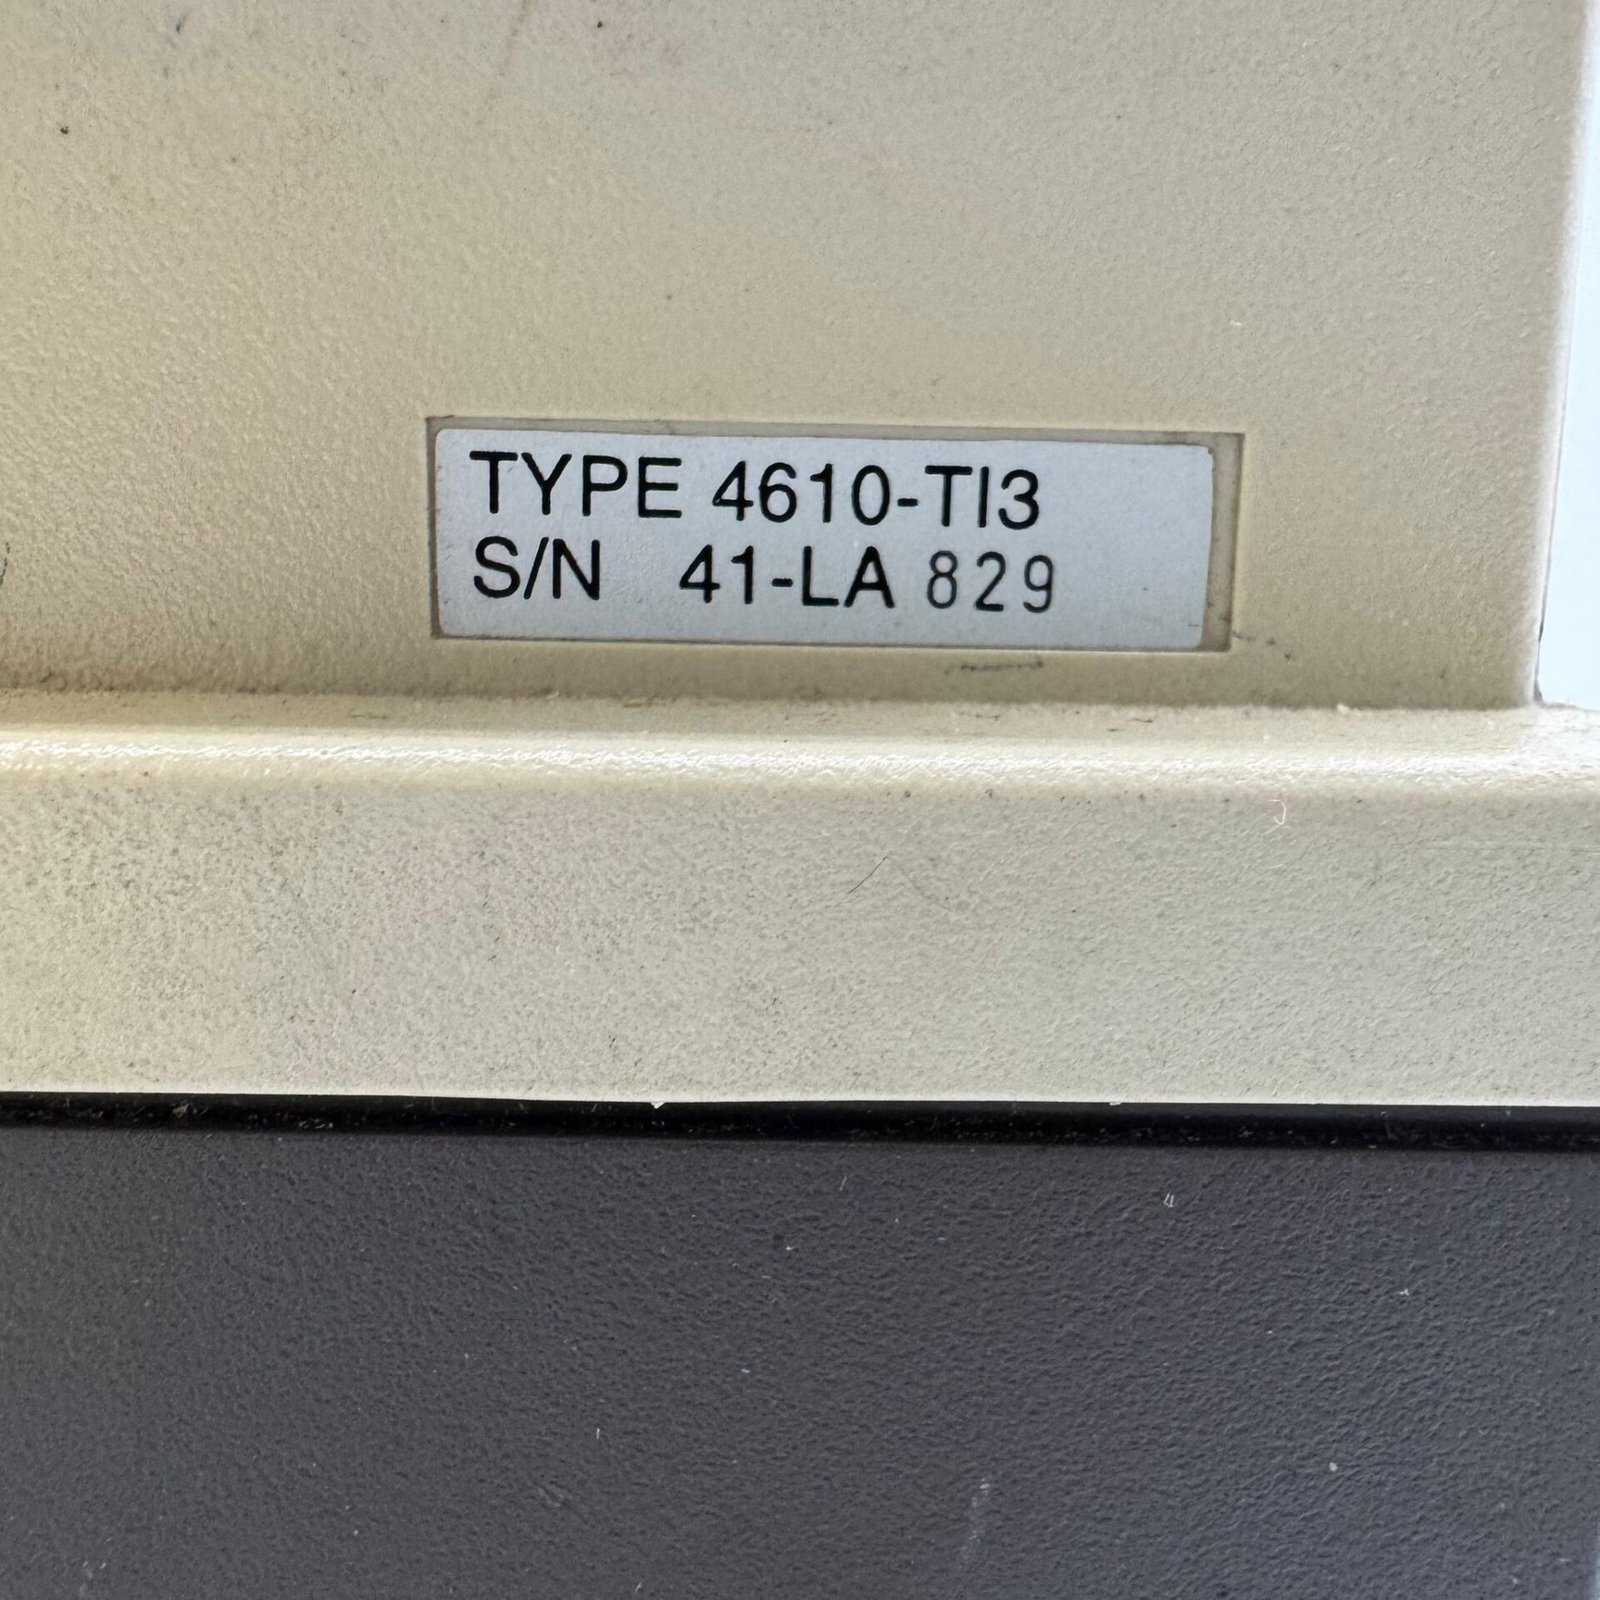 TYPE 4610-TI3
S/N 41-LA 829